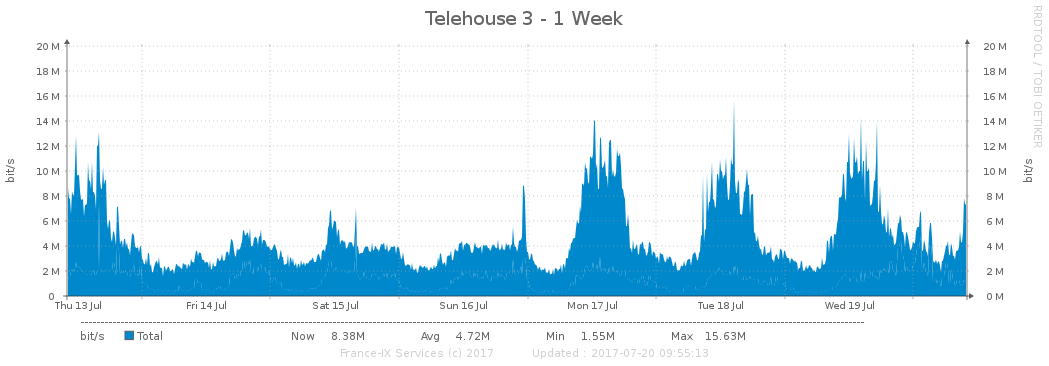 Telehouse 3 - 1 Week
RRDTOOL / TOBI OETIKER
bit/s
bit/s
20 M 20 M
18 M 18 M
16 M 16 M
14 M 14 M
12 M 12 M
10 M 10 M
8 M 8 M
6 M 6 M
4 M 4 M
2 M 2 M
0 0 M
Thu 13 Jul Fri 14 Jul Sat 15 Jul Sun 16 Jul Mon 17 Jul Tue 18 Jul Wed 19 Jul
bit/s Total Now 8.38M Avg 4.72M Min 1.55M Max 15.63M
France-IX Services (c) 2017 Updated : 2017-07-20 09:55:13